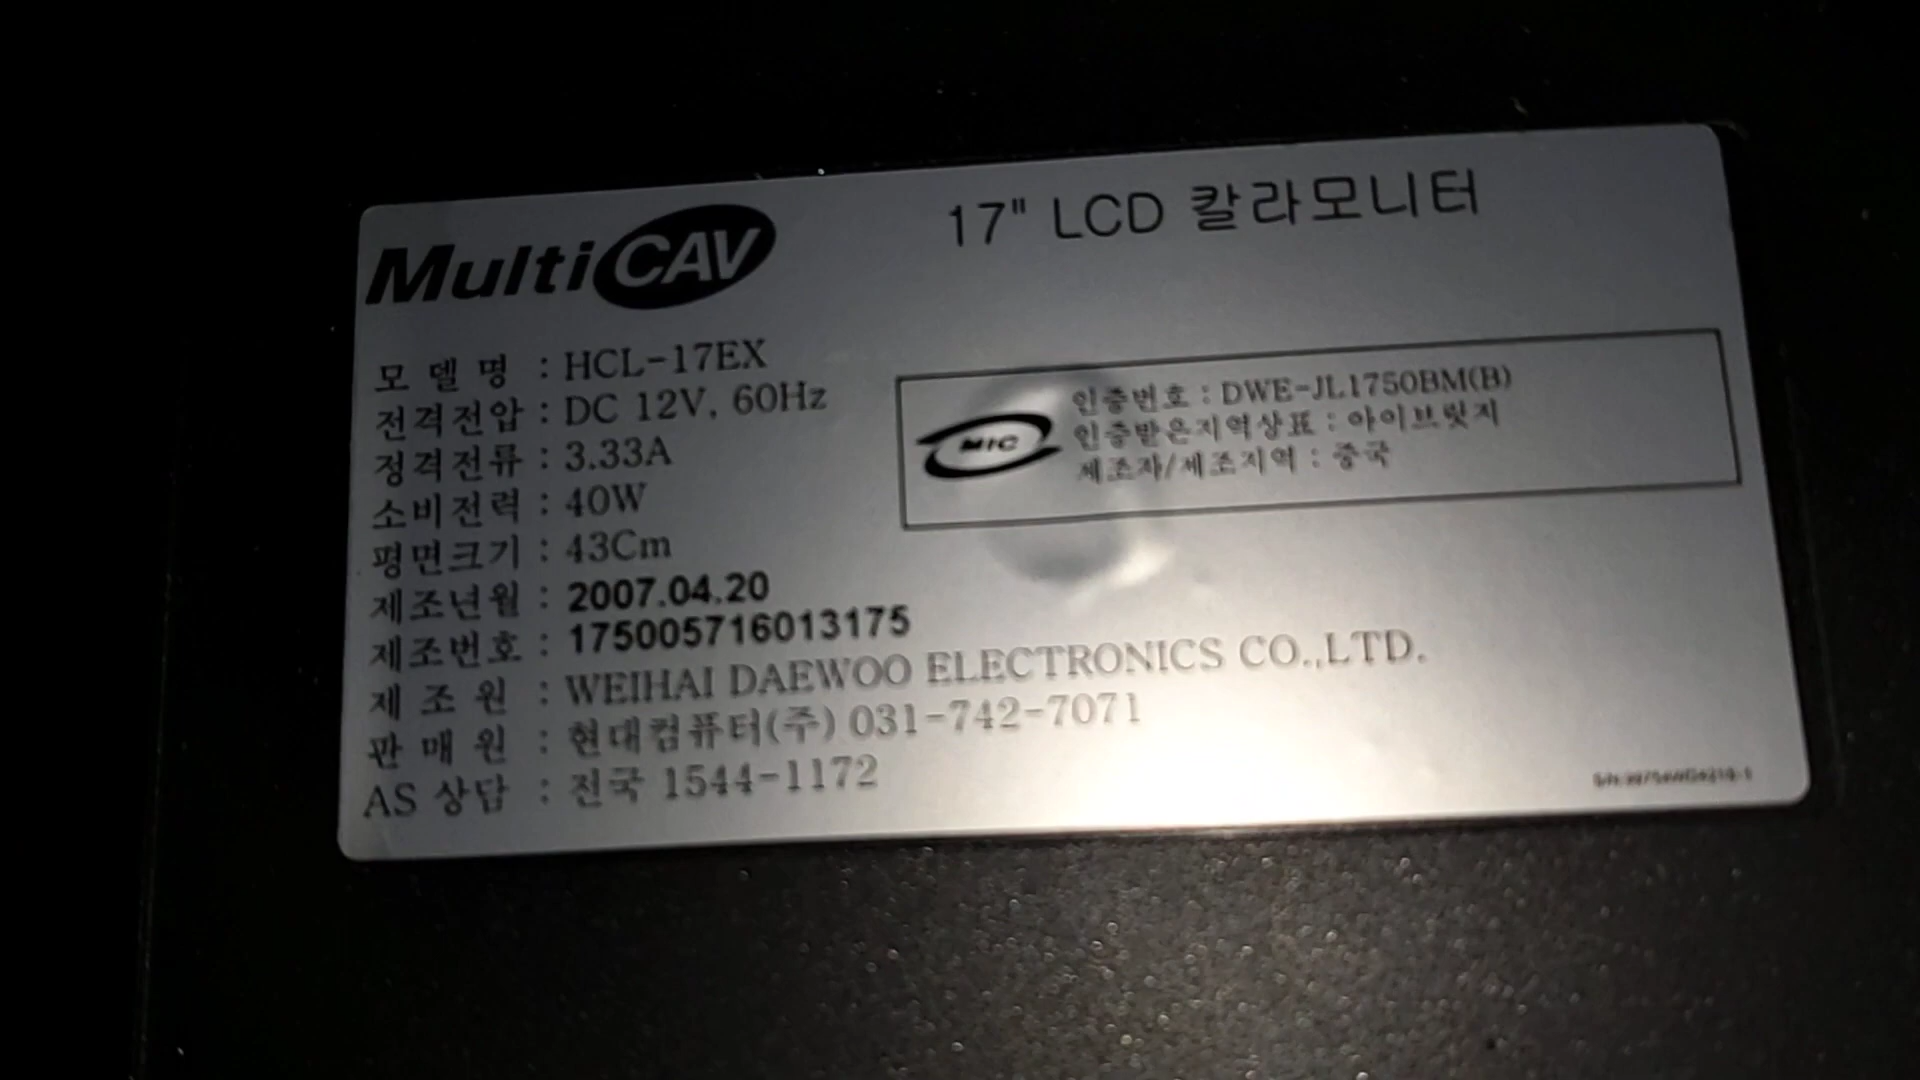 MultiCAV
17" LCD 칼라모니터
모델명 : HCL-17EX
전격전압 : DC 12V, 60Hz
정격전류 : 3.33A
소비전력 : 40W
평면크기 : 43Cm
제조년월 : 2007.04.20
제조번호 : 175005716013175
제조원 : WEIHAI DAEWOO ELECTRONICS CO.,LTD.
판매원 : 현대컴퓨터(주) 031-742-7071
AS 상담 : 전국 1544-1172
MIC
인증번호 : DWE-JL1750BM(B)
인증받은지역상표 : 아이브릿지
제조자/제조지역 : 중국